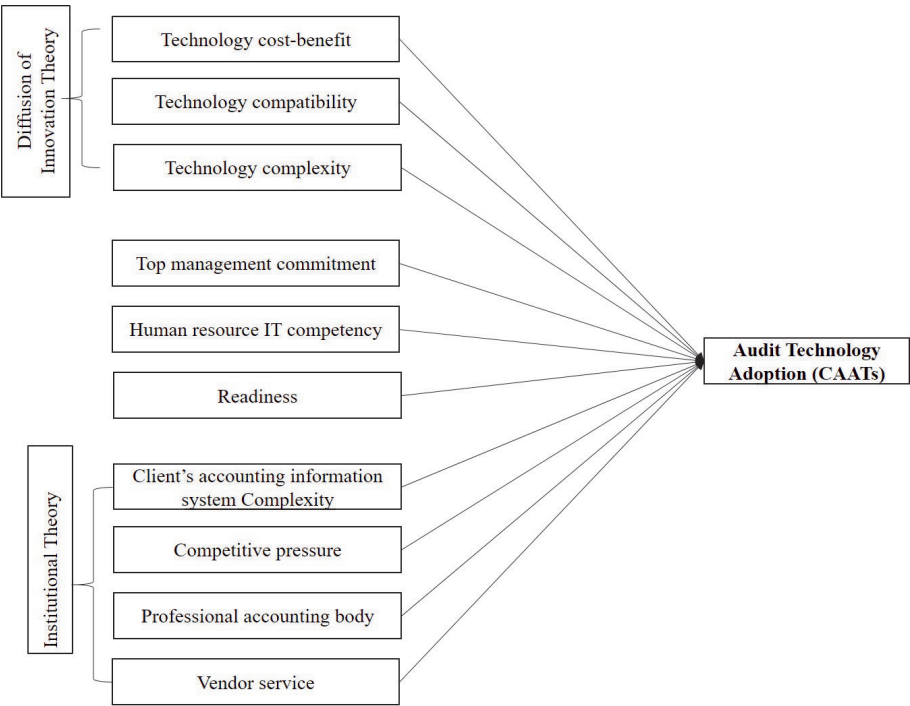 Diffusion of
Innovation Theory
Technology cost-benefit
Technology compatibility
Technology complexity
Top management commitment
Human resource IT competency
Readiness
Institutional Theory
Client’s accounting information
system Complexity
Competitive pressure
Professional accounting body
Vendor service
Audit Technology
Adoption (CAATs)